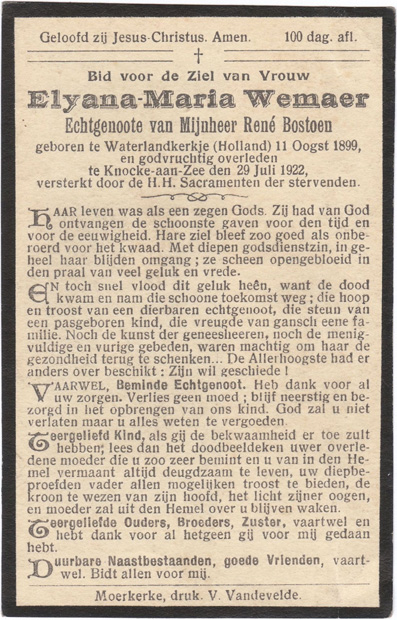 Geloofd zij Jesus-Christus. Amen. 100 dag. afl.
Bid voor de Ziel van Vrouw
Elyana-Maria Wemaer
Echtgenoote van Mijnheer René Bostoen
geboren te Waterlandkerkje (Holland) 11 Oogst 1899,
en godvruchtig overleden
te Knocke-aan-Zee den 29 Juli 1922,
versterkt door de H.H. Sacramenten der stervenden.
HAAR leven was als een zegen Gods. Zij had van God
ontvangen de schoonste gaven voor den tijd en
voor de eeuwigheid. Hare ziel bleef zoo goed als onbe-
roerd voor het kwaad. Met diepen godsdienstzin, in ge-
heel haar blijden omgang; ze scheen opengebloeid in
den praal van veel geluk en vrede.
EN toch snel vlood dit geluk heên, want de dood
kwam en nam die schoone toekomst weg; die hoop
en troost van een dierbaren echtgenoot, die steun van
een pasgeboren kind, die vreugde van gansch eene fa-
milie. Noch de kunst der geneesheeren, noch de menig-
vuldige en vurige gebeden, waren machtig om haar de
gezondheid terug te schenken... De Allerhoogste had er
anders over beschikt: Zijn wil geschiede!
VAARWEL, Beminde Echtgenoot. Heb dank voor al
uw zorgen. Verlies geen moed; blijf neerstig en be-
zorgd in het opbrengen van ons kind. God zal u niet
verlaten maar u alles weten te vergoeden.
Teergeliefd Kind, als gij de bekwaamheid er toe zult
hebben; lees dan het doodbeeldeken uwer overle-
dene moeder die u zoo zeer bemint en u van in den He-
mel vermaant altijd deugdzaam te leven, uw diepbe-
proefden vader allen mogelijken troost te bieden, de
kroon te wezen van zijn hoofd, het licht zijner oogen,
en moeder zal uit den Hemel over u blijven waken.
Teergeliefde Ouders, Broeders, Zuster, vaartwel en
hebt dank voor al hetgeen gij voor mij gedaan
hebt.
Duurbare Naastbestaanden, goede Vrienden, vaart-
wel. Bidt allen voor mij.
Moerkerke, druk. V. Vandevelde.